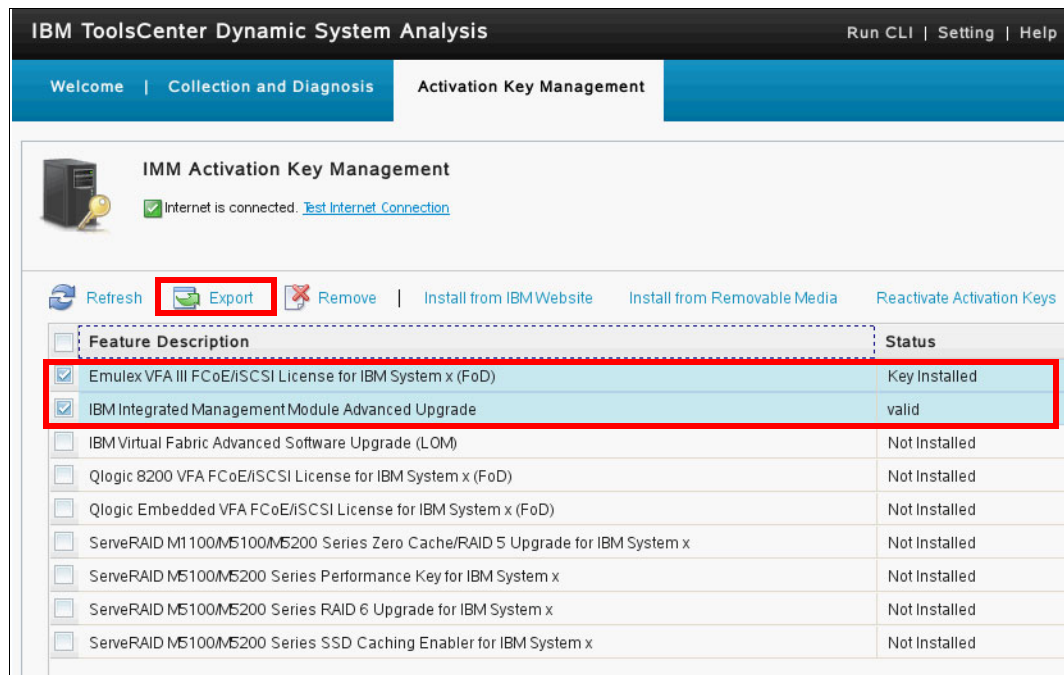 IBM ToolsCenter Dynamic System Analysis
Run CLI | Setting | Help
Welcome | Collection and Diagnosis Activation Key Management
IMM Activation Key Management
Internet is connected. Test Internet Connection
Refresh Export Remove | Install from IBM Website Install from Removable Media Reactivate Activation Keys
Feature Description Status
Emulex VFA III FCoE/iSCSI License for IBM System x (FoD) Key Installed
IBM Integrated Management Module Advanced Upgrade valid
IBM Virtual Fabric Advanced Software Upgrade (LOM) Not Installed
Qlogic 8200 VFA FCoE/iSCSI License for IBM System x (FoD) Not Installed
Qlogic Embedded VFA FCoE/iSCSI License for IBM System x (FoD) Not Installed
ServeRAID M1100/M5100/M5200 Series Zero Cache/RAID 5 Upgrade for IBM System x Not Installed
ServeRAID M5100/M5200 Series Performance Key for IBM System x Not Installed
ServeRAID M5100/M5200 Series RAID 6 Upgrade for IBM System x Not Installed
ServeRAID M5100/M5200 Series SSD Caching Enabler for IBM System x Not Installed